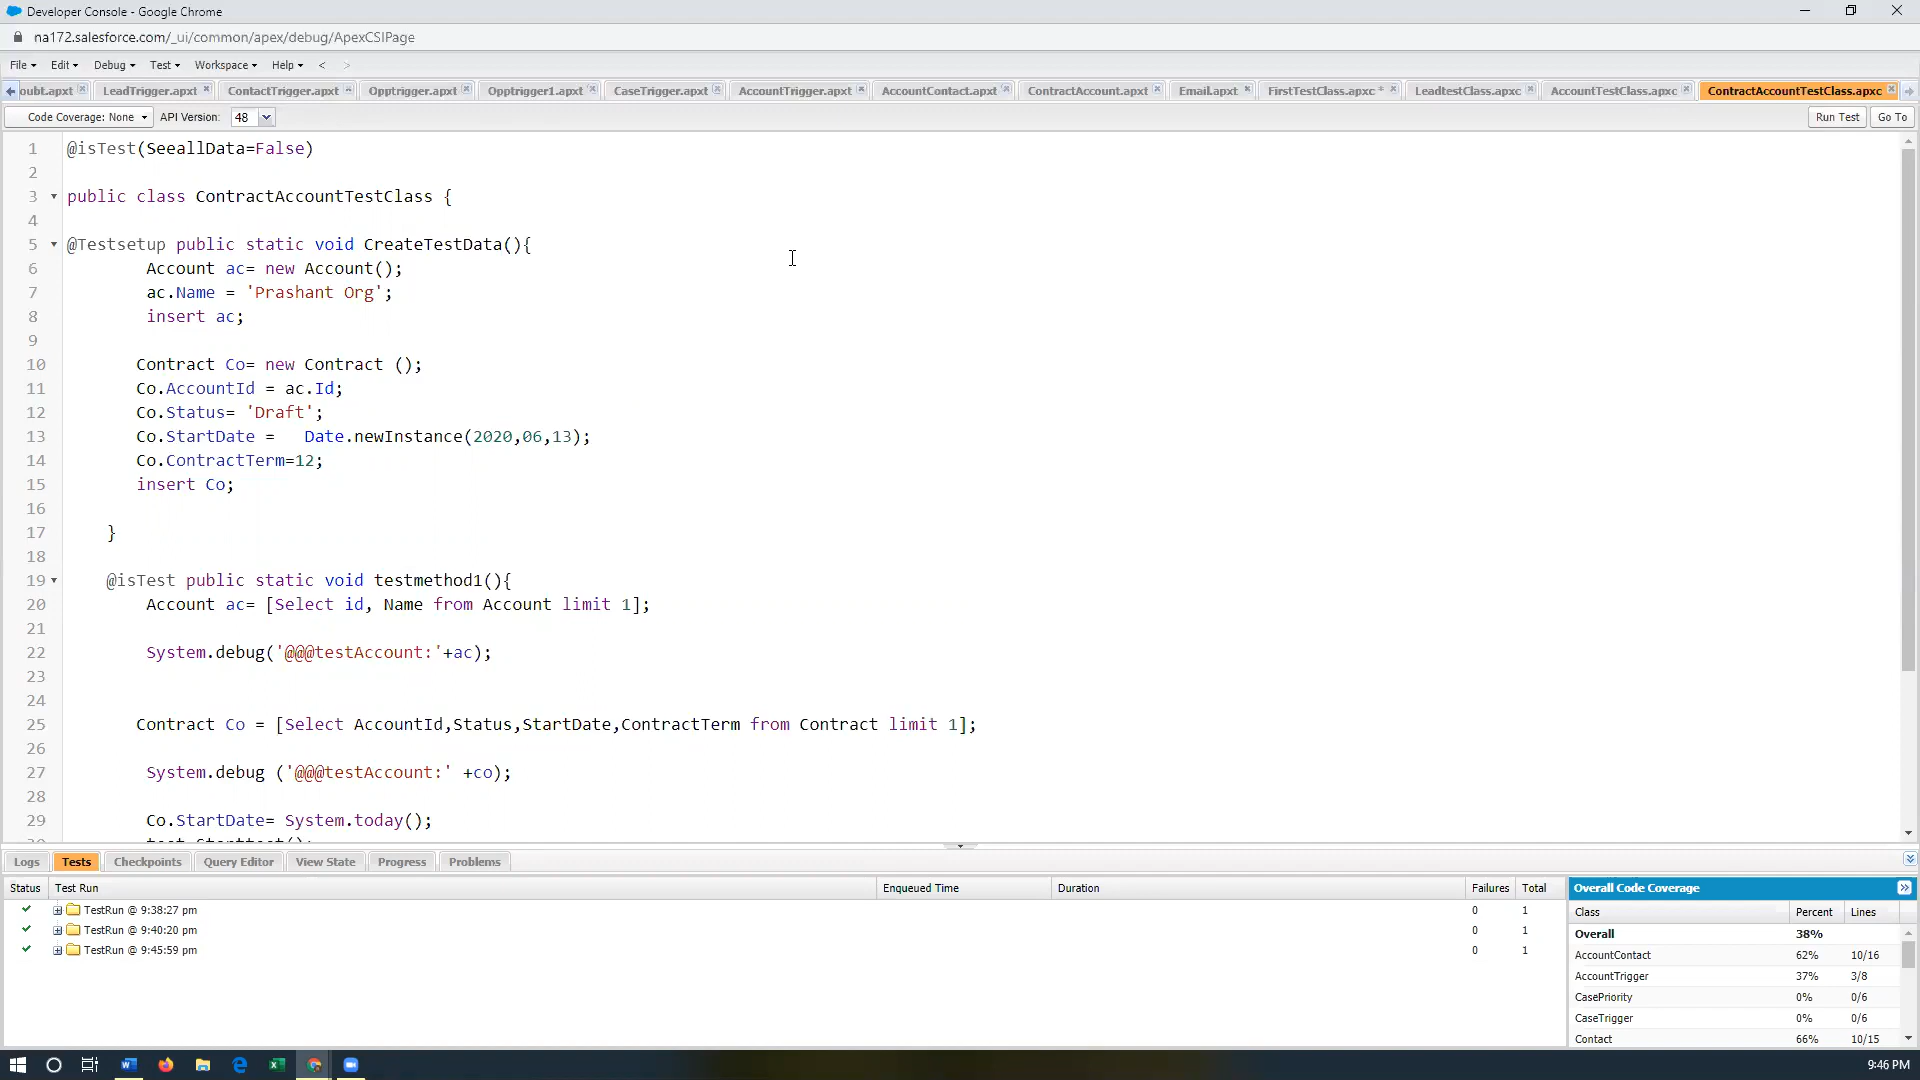 Developer Console - Google Chrome
na172.salesforce.com/_ui/common/apex/debug/ApexCSIPage
File Edit Debug Test Workspace Help < >
oubt.apxt LeadTrigger.apxt ContractTrigger.apxt Opptrigger.apxt Opptrigger1.apxt CaseTrigger.apxt AccountTrigger.apxt AccountContact.apxt ContractAccount.apxt Email.apxt FirstTestClass.apxc * LeadtestClass.apxc AccountTestClass.apxc ContractAccountTestClass.apxc
Code Coverage: None API Version: 48 Run Test Go To
1 @isTest(SeeallData=False)
2
3 public class ContractAccountTestClass {
4
5 @Testsetup public static void CreateTestData(){
6 Account ac= new Account();
7 ac.Name = 'Prashant Org';
8 insert ac;
9
10 Contract Co= new Contract ();
11 Co.AccountId = ac.Id;
12 Co.Status= 'Draft';
13 Co.StartDate = Date.newInstance(2020,06,13);
14 Co.ContractTerm=12;
15 insert Co;
16
17 }
18
19 @isTest public static void testmethod1(){
20 Account ac= [Select id, Name from Account limit 1];
21
22 System.debug('@@@testAccount:'+ac);
23
24
25 Contract Co = [Select AccountId,Status,StartDate,ContractTerm from Contract limit 1];
26
27 System.debug ('@@@testAccount:' +co);
28
29 Co.StartDate= System.today();
Logs Tests Checkpoints Query Editor View State Progress Problems
Status Test Run Enqueued Time Duration Failures Total
TestRun @ 9:38:27 pm 0 1
TestRun @ 9:40:20 pm 0 1
TestRun @ 9:45:59 pm 0 1
Overall Code Coverage
Class Percent Lines
Overall 38%
AccountContact 62% 10/16
AccountTrigger 37% 3/8
CasePriority 0% 0/6
CaseTrigger 0% 0/6
Contact 66% 10/15
9:46 PM